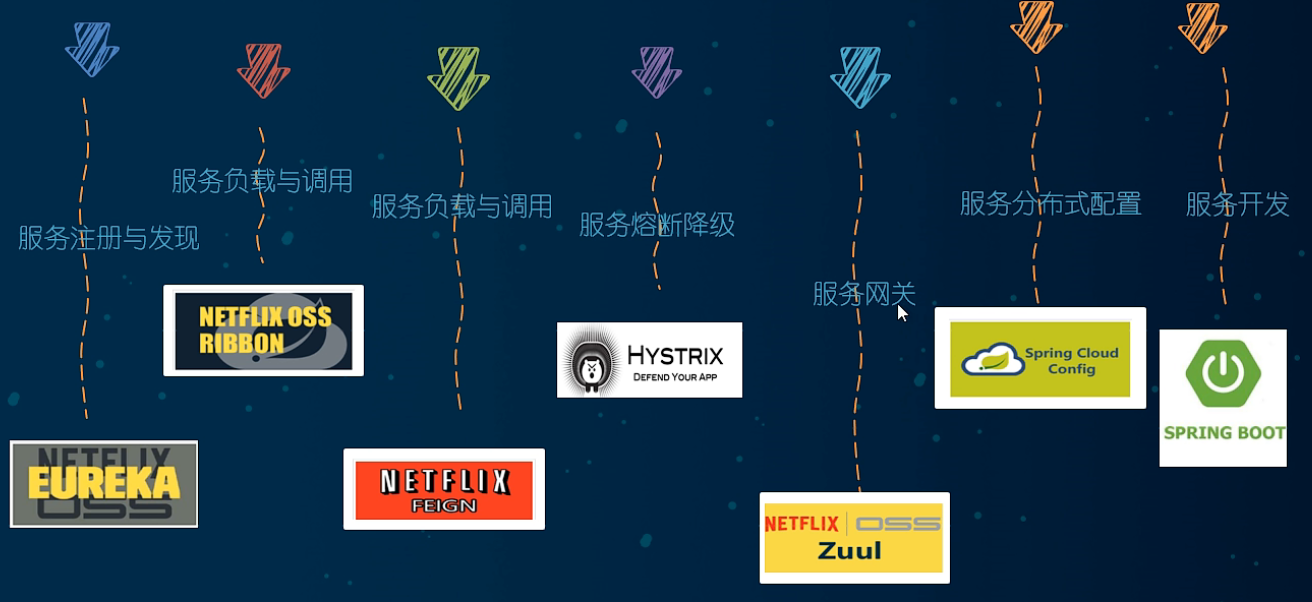 服务注册与发现
NETFLIX
EUREKA
OSS
服务负载与调用
NETFLIX OSS
RIBBON
服务负载与调用
NETFLIX
FEIGN
服务熔断降级
HYSTRIX
DEFEND YOUR APP
服务网关
NETFLIX OSS
Zuul
服务分布式配置
Spring Cloud
Config
服务开发
SPRING BOOT